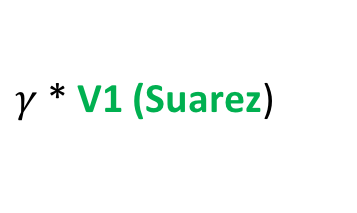 𝛾 * V1 (Suarez)